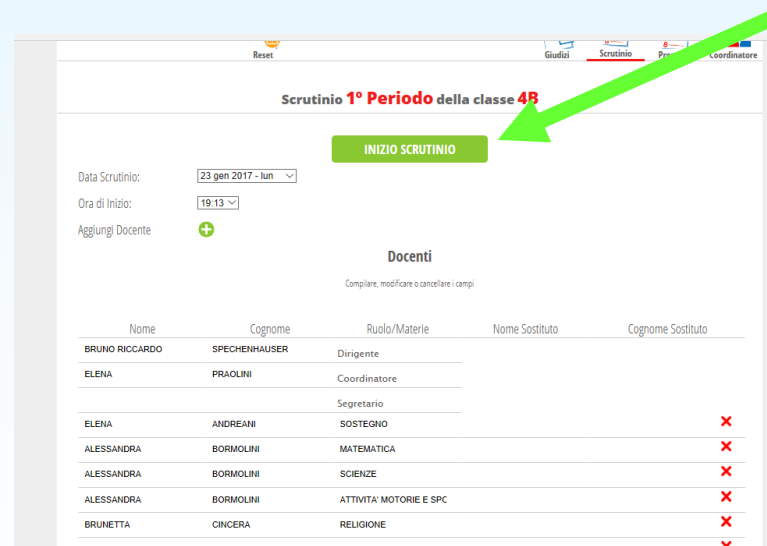 Reset Giudizi Scrutinio Coordinatore
Scrutinio 1° Periodo della classe 4B
INIZIO SCRUTINIO
Data Scrutinio: 23 gen 2017 - lun
Ora di Inizio: 19:13
Aggiungi Docente
Docenti
Compilare, modificare o cancellare i campi
Nome Cognome Ruolo/Materie Nome Sostituto Cognome Sostituto
BRUNO RICCARDO SPECHENHAUSER Dirigente
ELENA PRAOLINI Coordinatore
Segretario
ELENA ANDREANI SOSTEGNO
ALESSANDRA BORMOLINI MATEMATICA
ALESSANDRA BORMOLINI SCIENZE
ALESSANDRA BORMOLINI ATTIVITA' MOTORIE E SPC
BRUNETTA CINCERA RELIGIONE